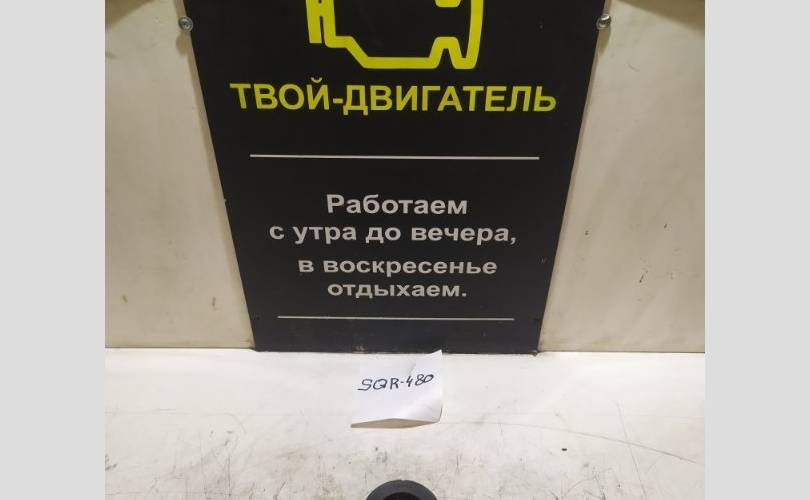 ТВОЙ-ДВИГАТЕЛЬ
Работаем
с утра до вечера,
в воскресенье
отдыхаем.
SQR-480